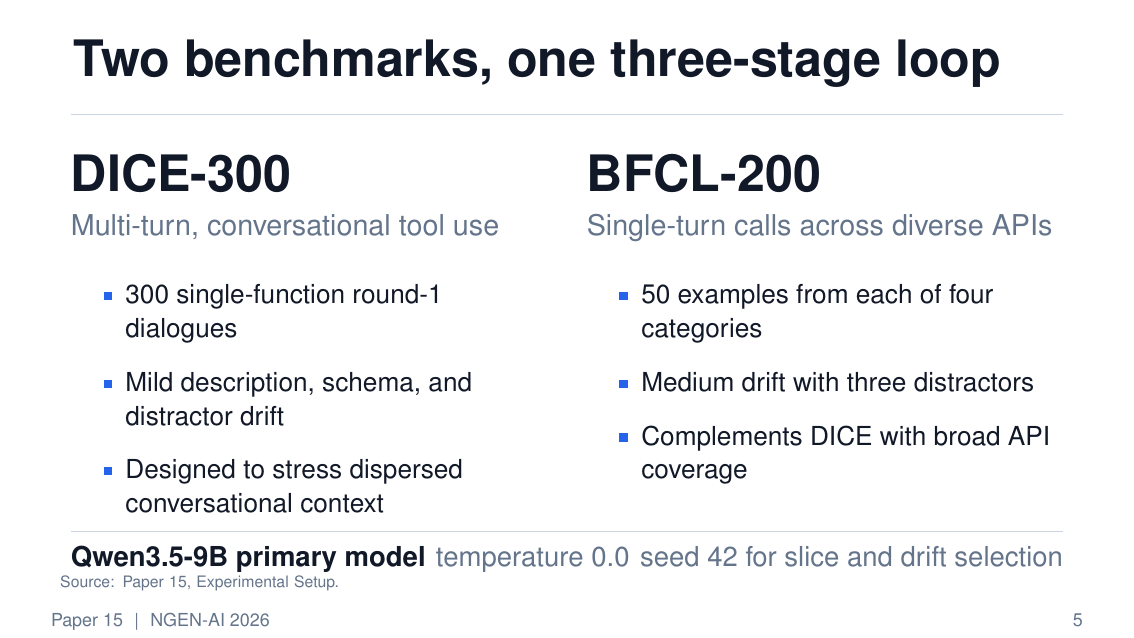 Two benchmarks, one three-stage loop
DICE-300
Multi-turn, conversational tool use
300 single-function round-1
dialogues
Mild description, schema, and
distractor drift
Designed to stress dispersed
conversational context
BFCL-200
Single-turn calls across diverse APIs
50 examples from each of four
categories
Medium drift with three distractors
Complements DICE with broad API
coverage
Qwen3.5-9B primary model temperature 0.0 seed 42 for slice and drift selection
Source: Paper 15, Experimental Setup.
Paper 15 | NGEN-AI 2026
5